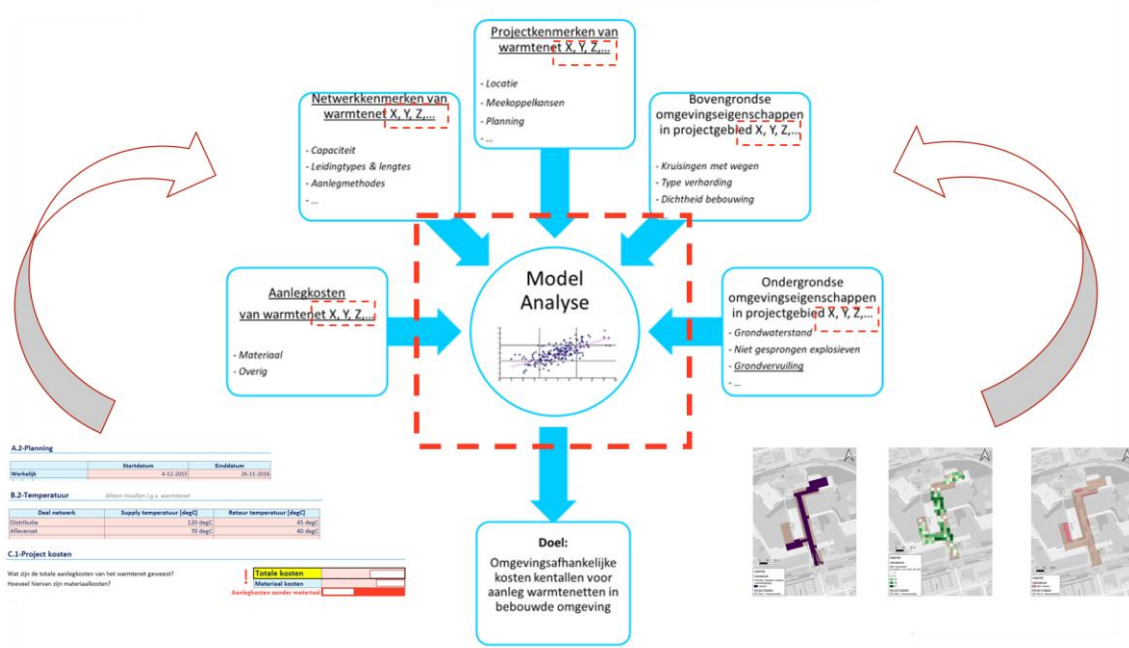 Projectkenmerken van
warmtenet X, Y, Z,...
- Locatie
- Meekoppelkansen
- Planning
- ...
Netwerkkenmerken van
warmtenet X, Y, Z,...
- Capaciteit
- Leidingtypes & lengtes
- Aanlegmethodes
- ...
Bovengrondse
omgevingseigenschappen
in projectgebied X, Y, Z,...
- Kruisingen met wegen
- Type verharding
- Dichtheid bebouwing
...
Aanlegkosten
van warmtenet X, Y, Z,...
- Materiaal
- Overig
Model
Analyse
Ondergrondse
omgevingseigenschappen
in projectgebied X, Y, Z,...
- Grondwaterstand
- Niet gesprongen explosieven
- Grondvervuiling
- ...
A.2-Planning
Startdatum Einddatum
Werkelijk 4-12-2015 26-11-2016
B.2-Temperatuur Alleen invullen i.g.v. warmtenet
Deel netwerk Supply temperatuur [degC] Retour temperatuur [degC]
Distributie 120 degC 45 degC
Afleverset 70 degC 40 degC
C.1-Project kosten
Wat zijn de totale aanlegkosten van het warmtenet geweest? ! Totale kosten
Hoeveel hiervan zijn materiaalkosten? Materiaal kosten
Aanlegkosten zonder materiaal
Doel:
Omgevingsafhankelijke
kosten kentallen voor
aanleg warmtenetten in
bebouwde omgeving